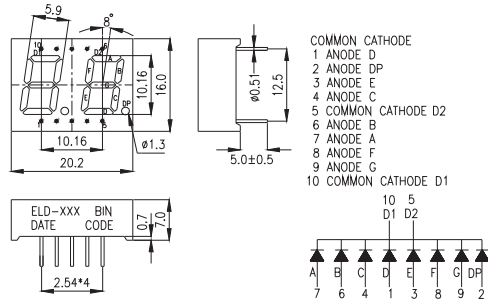 5.9
8°
10 D1 D2 6
A
F B
G
E C
D DP
1 5
10.16
16.0
10.16
20.2
ø1.3
ø0.51
12.5
5.0±0.5
COMMON CATHODE
1 ANODE D
2 ANODE DP
3 ANODE E
4 ANODE C
5 COMMON CATHODE D2
6 ANODE B
7 ANODE A
8 ANODE F
9 ANODE G
10 COMMON CATHODE D1
ELD-XXX BIN
DATE CODE
0.7
7.0
2.54*4
10 5
D1 D2
A B C D E F G DP
7 6 4 1 3 8 9 2